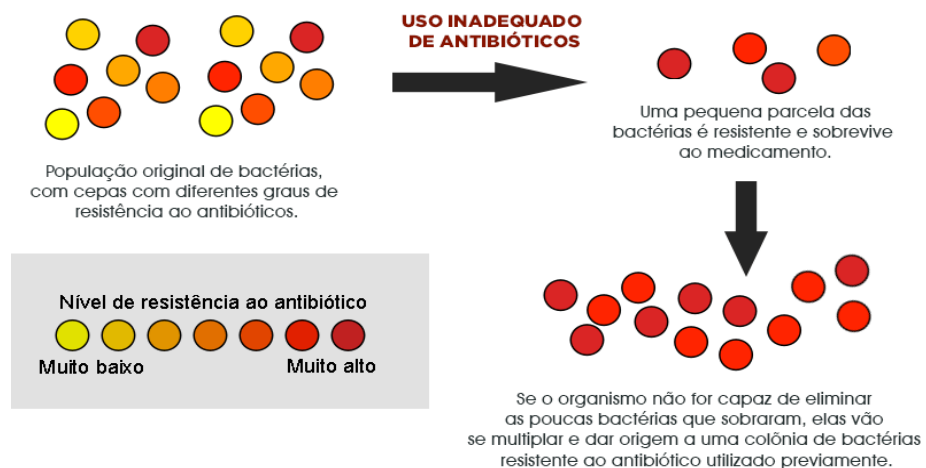 USO INADEQUADO
DE ANTIBIÓTICOS
População original de bactérias,
com cepas com diferentes graus de
resistência ao antibióticos.
Uma pequena parcela das
bactérias é resistente e sobrevive
ao medicamento.
Nível de resistência ao antibiótico
Muito baixo
Muito alto
Se o organismo não for capaz de eliminar
as poucas bactérias que sobraram, elas vão
se multiplar e dar origem a uma colônia de bactérias
resistente ao antibiótico utilizado previamente.